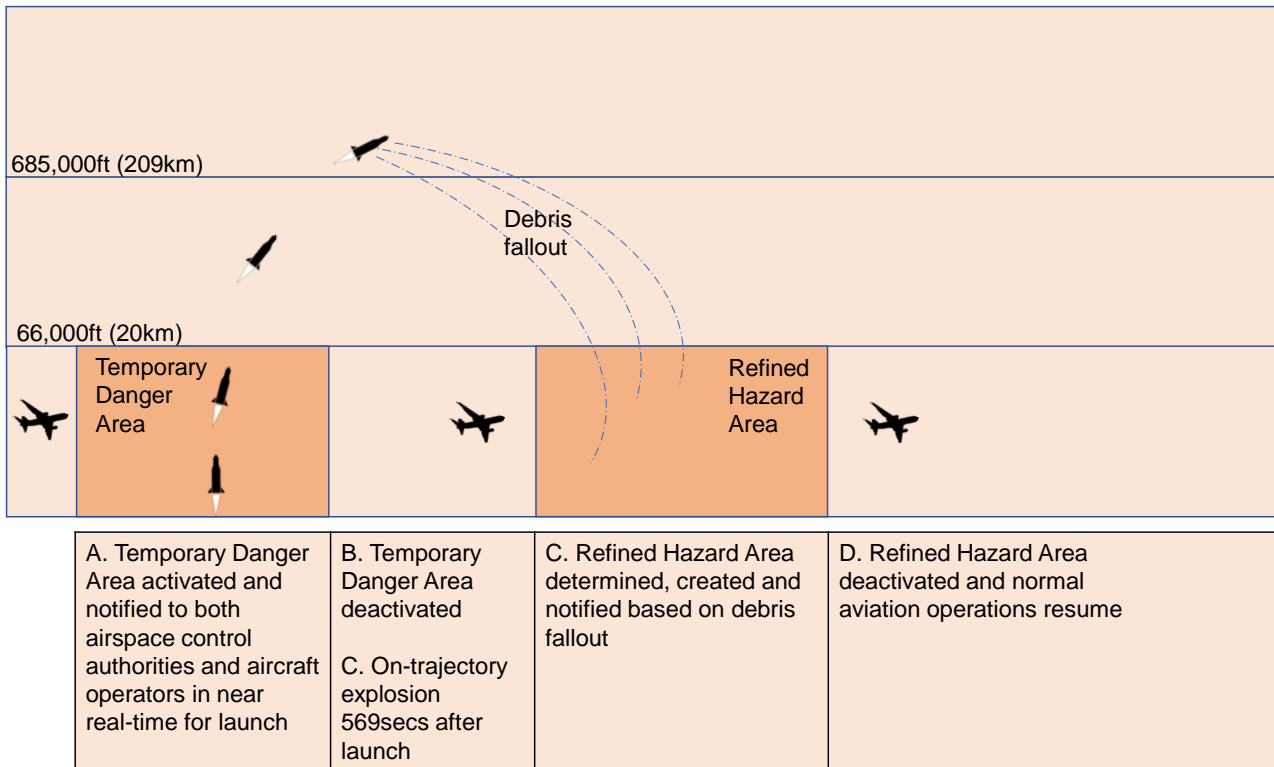 685,000ft (209km)
Debris
fallout
66,000ft (20km)
Temporary
Danger
Area
Refined
Hazard
Area
A. Temporary Danger
Area activated and
notified to both
airspace control
authorities and aircraft
operators in near
real-time for launch
B. Temporary
Danger Area
deactivated
C. On-trajectory
explosion
569secs after
launch
C. Refined Hazard Area
determined, created and
notified based on debris
fallout
D. Refined Hazard Area
deactivated and normal
aviation operations resume